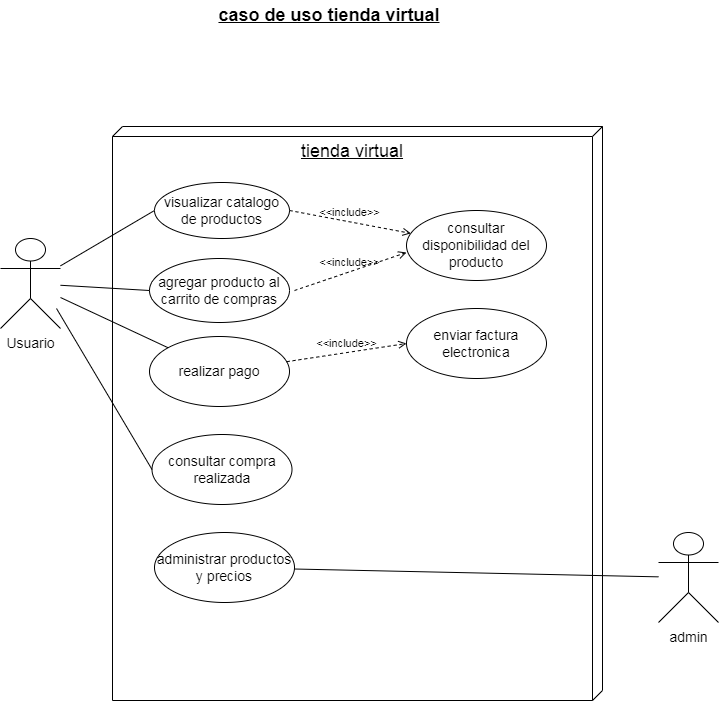 caso de uso tienda virtual
tienda virtual
visualizar catalogo
de productos
<<include>>
consultar
disponibilidad del
producto
agregar producto al
carrito de compras
<<include>>
Usuario
realizar pago
<<include>>
enviar factura
electronica
consultar compra
realizada
administrar productos
y precios
admin